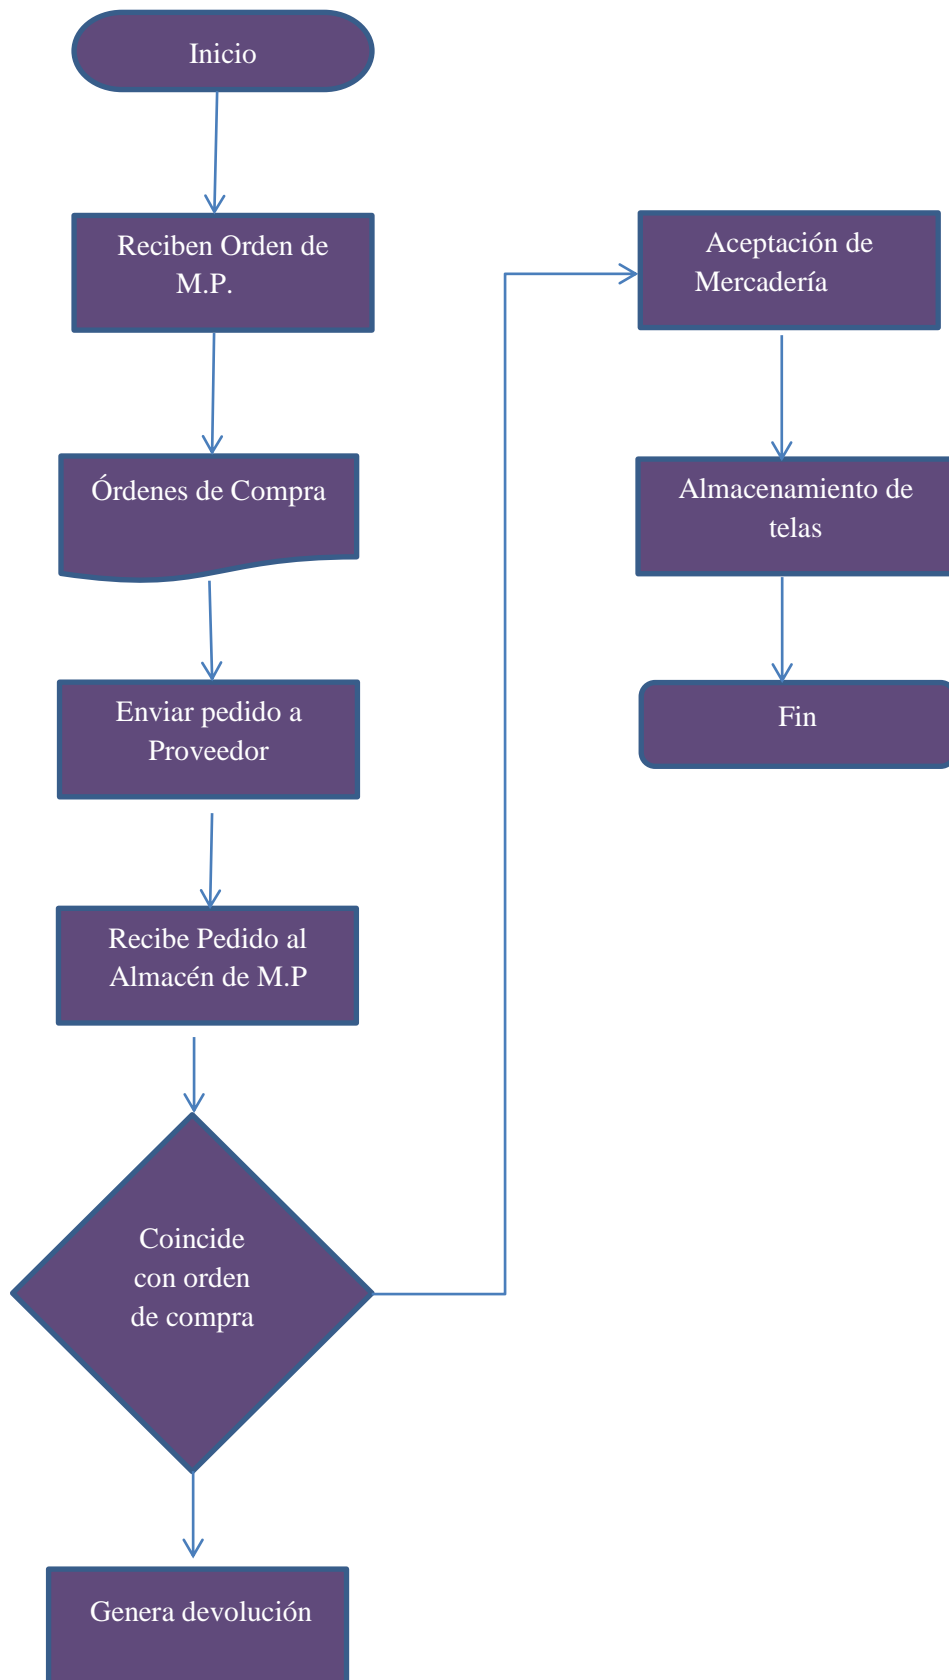 Inicio
Reciben Orden de
M.P.
Órdenes de Compra
Enviar pedido a
Proveedor
Recibe Pedido al
Almacén de M.P
Coincide
con orden
de compra
Genera devolución
Aceptación de
Mercadería
Almacenamiento de
telas
Fin